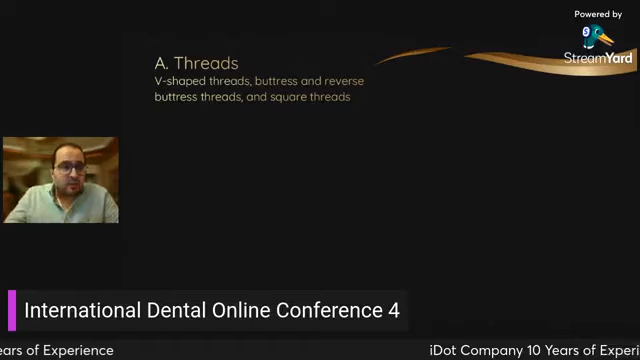 Powered by
StreamYard
A. Threads
V-shaped threads, buttress and reverse
buttress threads, and square threads
International Dental Online Conference 4
ears of Experience
iDot Company 10 Years of Experi